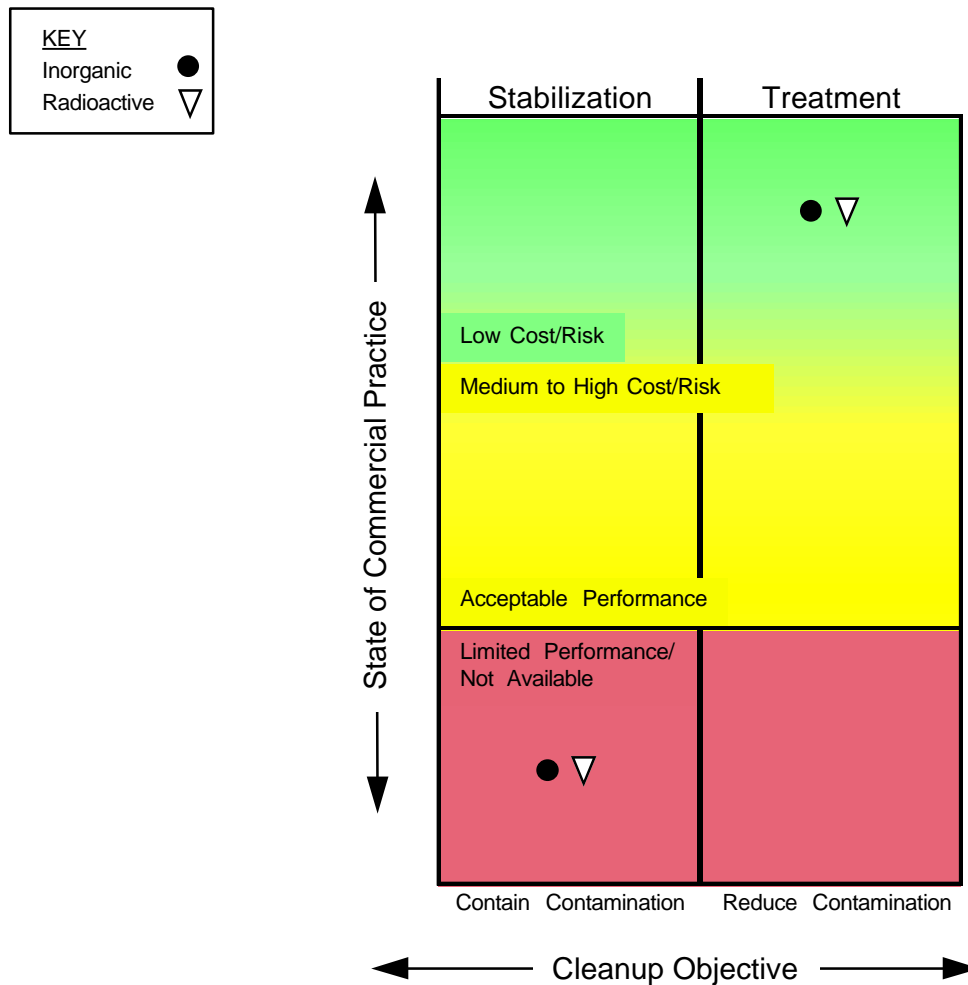 KEY
Inorganic
Radioactive
Stabilization
Treatment
State of Commercial Practice
Low Cost/Risk
Medium to High Cost/Risk
Acceptable Performance
Limited Performance/
Not Available
Contain Contamination
Reduce Contamination
Cleanup Objective